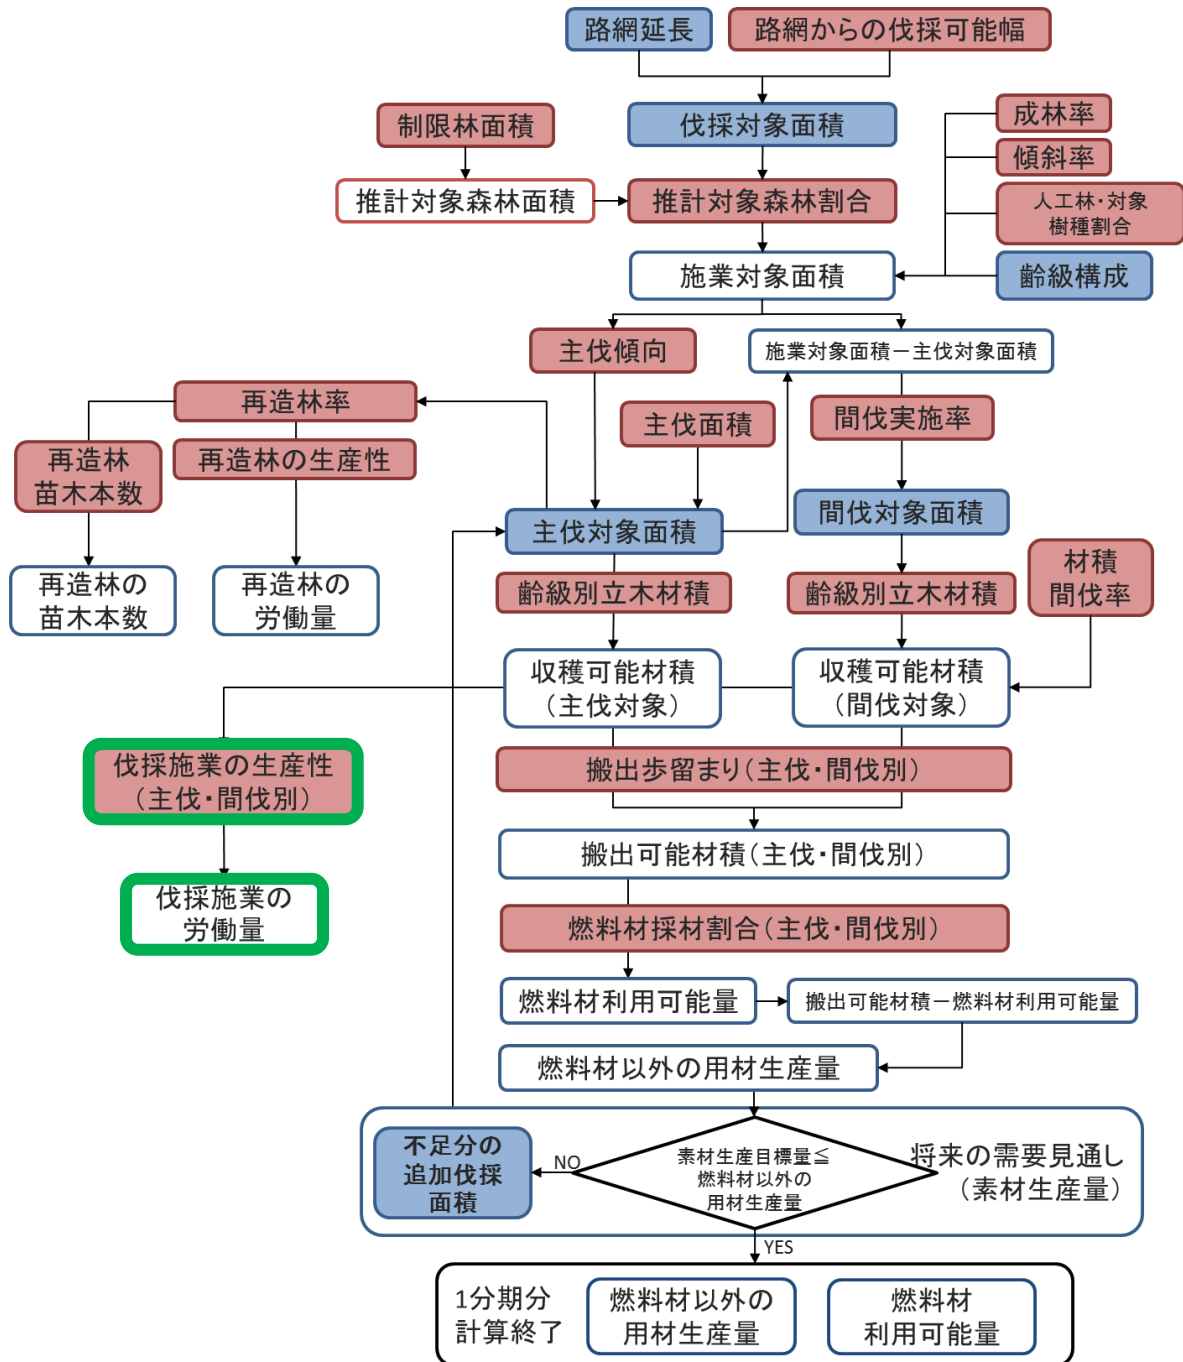 路網延長
路網からの伐採可能幅
制限林面積
伐採対象面積
成林率
傾斜率
推計対象森林面積
推計対象森林割合
人工林・対象
樹種割合
施業対象面積
齢級構成
主伐傾向
施業対象面積－主伐対象面積
再造林率
主伐面積
間伐実施率
再造林
苗木本数
再造林の生産性
主伐対象面積
間伐対象面積
再造林の
苗木本数
再造林の
労働量
齢級別立木材積
齢級別立木材積
材積
間伐率
収穫可能材積
（主伐対象）
収穫可能材積
（間伐対象）
伐採施業の生産性
（主伐・間伐別）
搬出歩留まり（主伐・間伐別）
搬出可能材積（主伐・間伐別）
伐採施業の
労働量
燃料材採材割合（主伐・間伐別）
燃料材利用可能量
搬出可能材積－燃料材利用可能量
燃料材以外の用材生産量
不足分の
追加伐採
面積
NO
素材生産目標量≦
燃料材以外の
用材生産量
将来の需要見通し
（素材生産量）
YES
1分期分
計算終了
燃料材以外の
用材生産量
燃料材
利用可能量